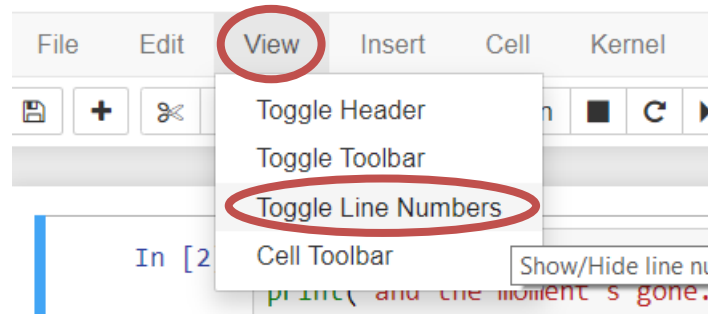 File Edit View Insert Cell Kernel
Toggle Header
Toggle Toolbar
Toggle Line Numbers
In [2 Cell Toolbar
Show/Hide line nu
print( and the moment s gone.